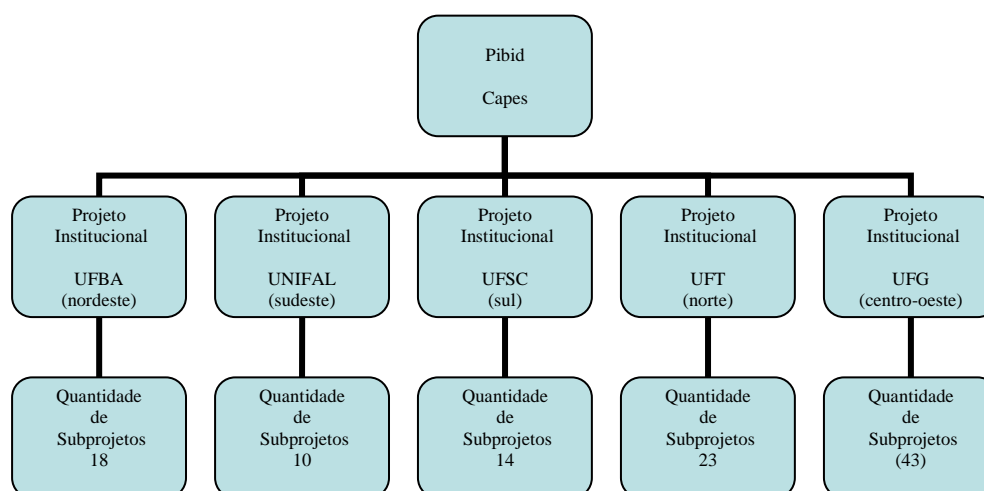 Pibid
Capes
Projeto
Institucional
UFBA
(nordeste)
Projeto
Institucional
UNIFAL
(sudeste)
Projeto
Institucional
UFSC
(sul)
Projeto
Institucional
UFT
(norte)
Projeto
Institucional
UFG
(centro-oeste)
Quantidade
de
Subprojetos
18
Quantidade
de
Subprojetos
10
Quantidade
de
Subprojetos
14
Quantidade
de
Subprojetos
23
Quantidade
de
Subprojetos
(43)